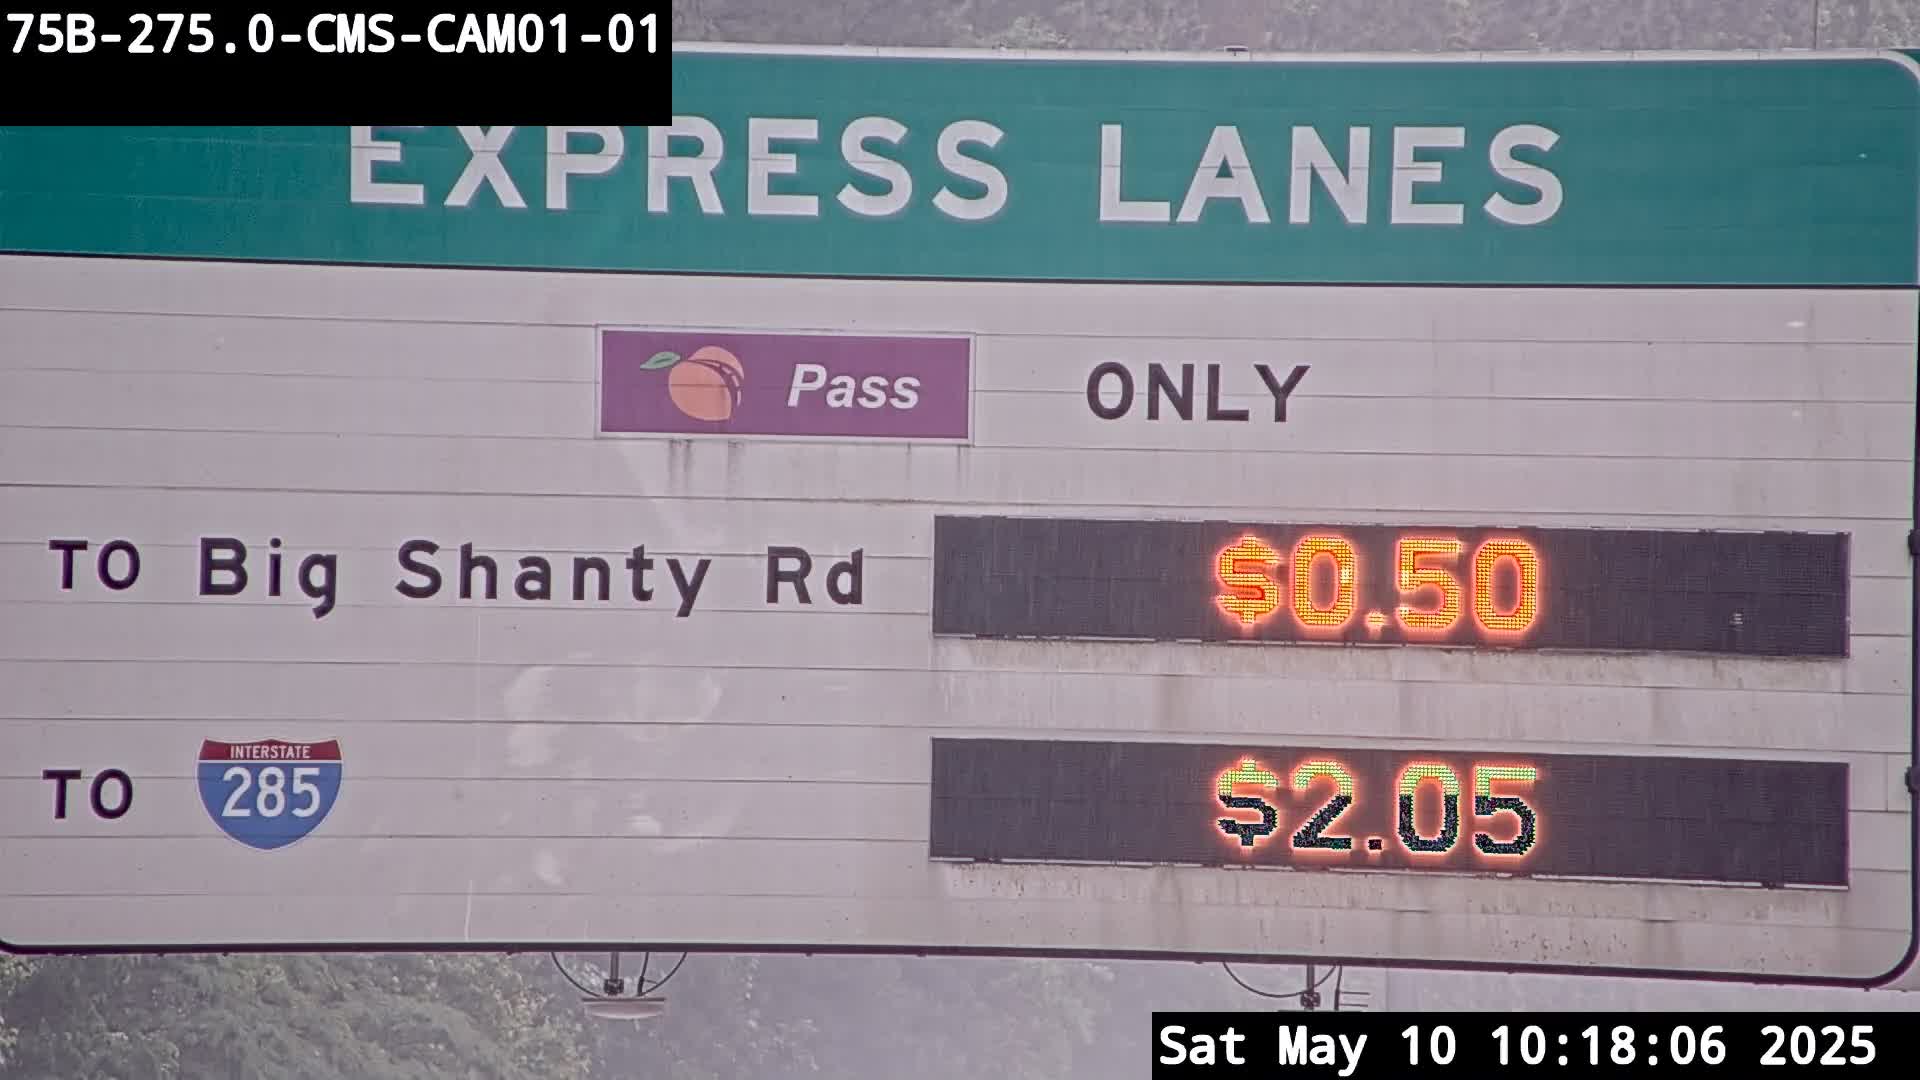 75B-275.0-CMS-CAM01-01
EXPRESS LANES
Pass ONLY
TO Big Shanty Rd $0.50
INTERSTATE
TO 285 $2.05
Sat May 10 10:18:06 2025